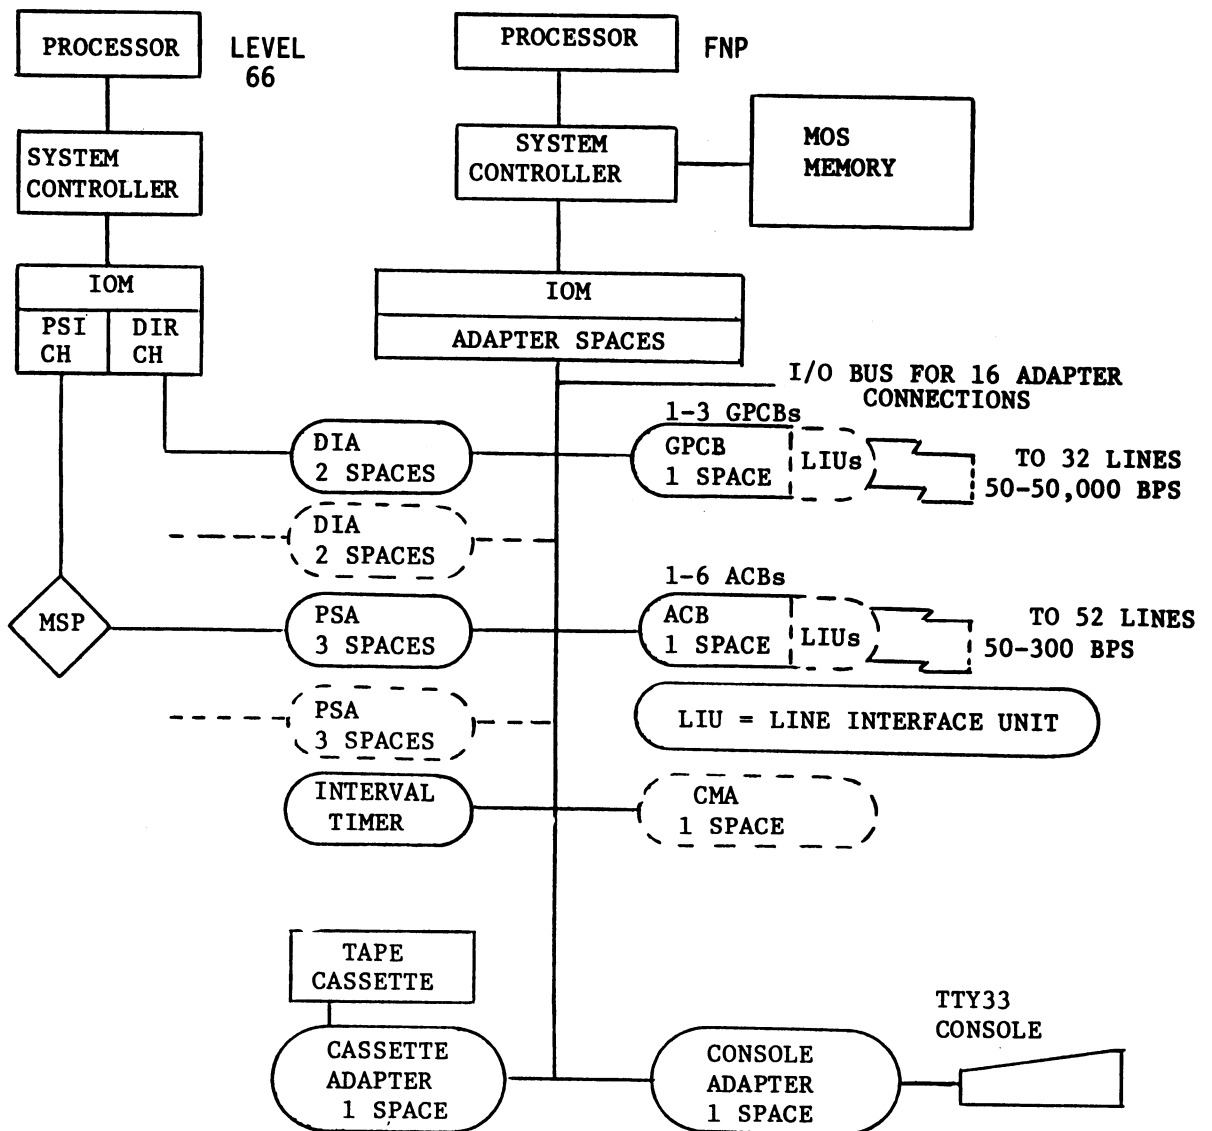 PROCESSOR
LEVEL
66
PROCESSOR
FNP
SYSTEM
CONTROLLER
SYSTEM
CONTROLLER
MOS
MEMORY
IOM
PSI
CH
DIR
CH
IOM
ADAPTER SPACES
I/O BUS FOR 16 ADAPTER
CONNECTIONS
DIA
2 SPACES
1-3 GPCBs
GPCB
1 SPACE
LIUs
TO 32 LINES
50-50,000 BPS
DIA
2 SPACES
MSP
PSA
3 SPACES
1-6 ACBs
ACB
1 SPACE
LIUs
TO 52 LINES
50-300 BPS
PSA
3 SPACES
LIU = LINE INTERFACE UNIT
INTERVAL
TIMER
CMA
1 SPACE
TAPE
CASSETTE
CASSETTE
ADAPTER
1 SPACE
CONSOLE
ADAPTER
1 SPACE
TTY33
CONSOLE